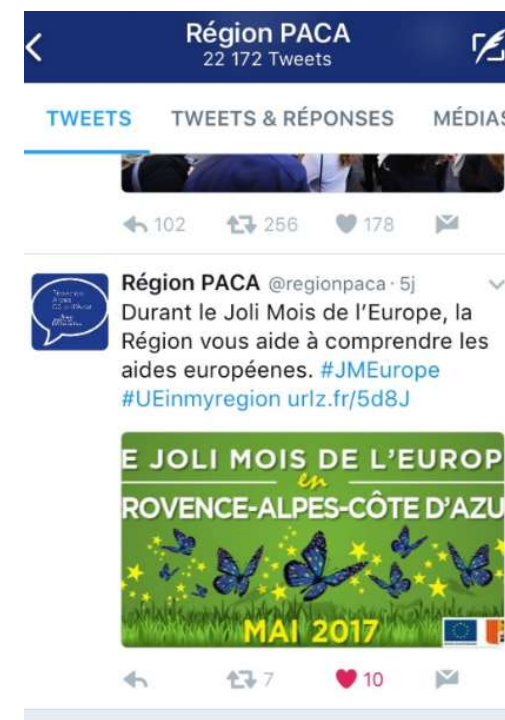 Région PACA
22 172 Tweets
TWEETS TWEETS & RÉPONSES MÉDIAS
102 256 178
Région PACA @regionpaca · 5j
Durant le Joli Mois de l'Europe, la
Région vous aide à comprendre les
aides européenes. #JMEurope
#UEinmyregion urlz.fr/5d8J
E JOLI MOIS DE L'EUROP
en
ROVENCE-ALPES-CÔTE D'AZU
MAI 2017
7 10